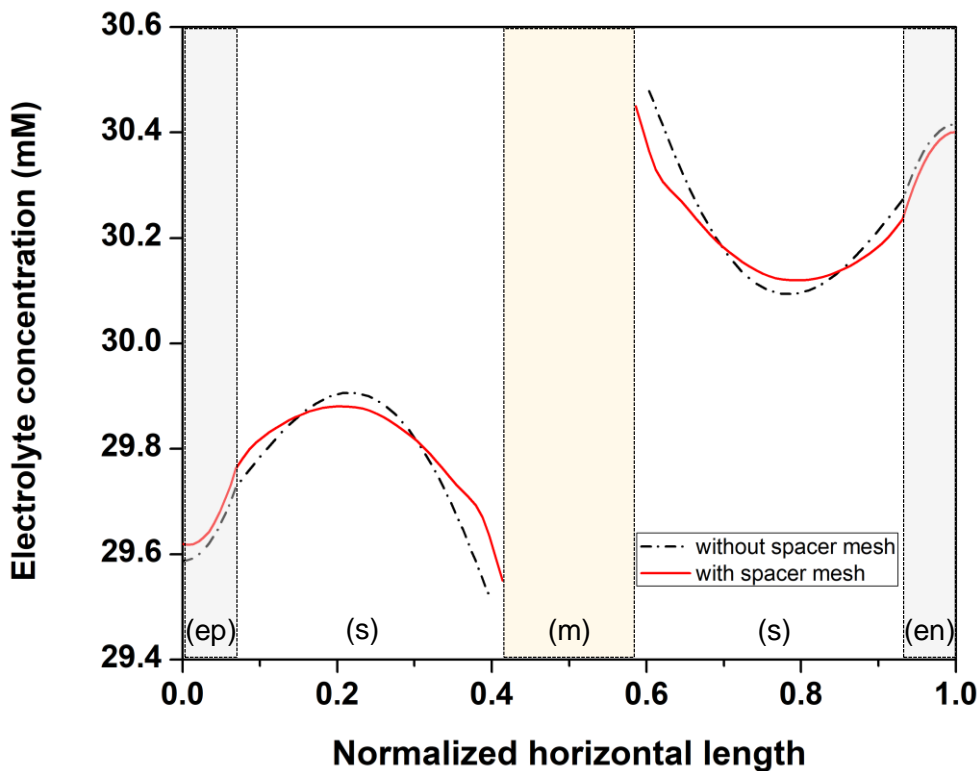 Electrolyte concentration (mM)
30.6
30.4
30.2
30.0
29.8
29.6
29.4
without spacer mesh
with spacer mesh
(ep) (s) (m) (s) (en)
0.0 0.2 0.4 0.6 0.8 1.0
Normalized horizontal length